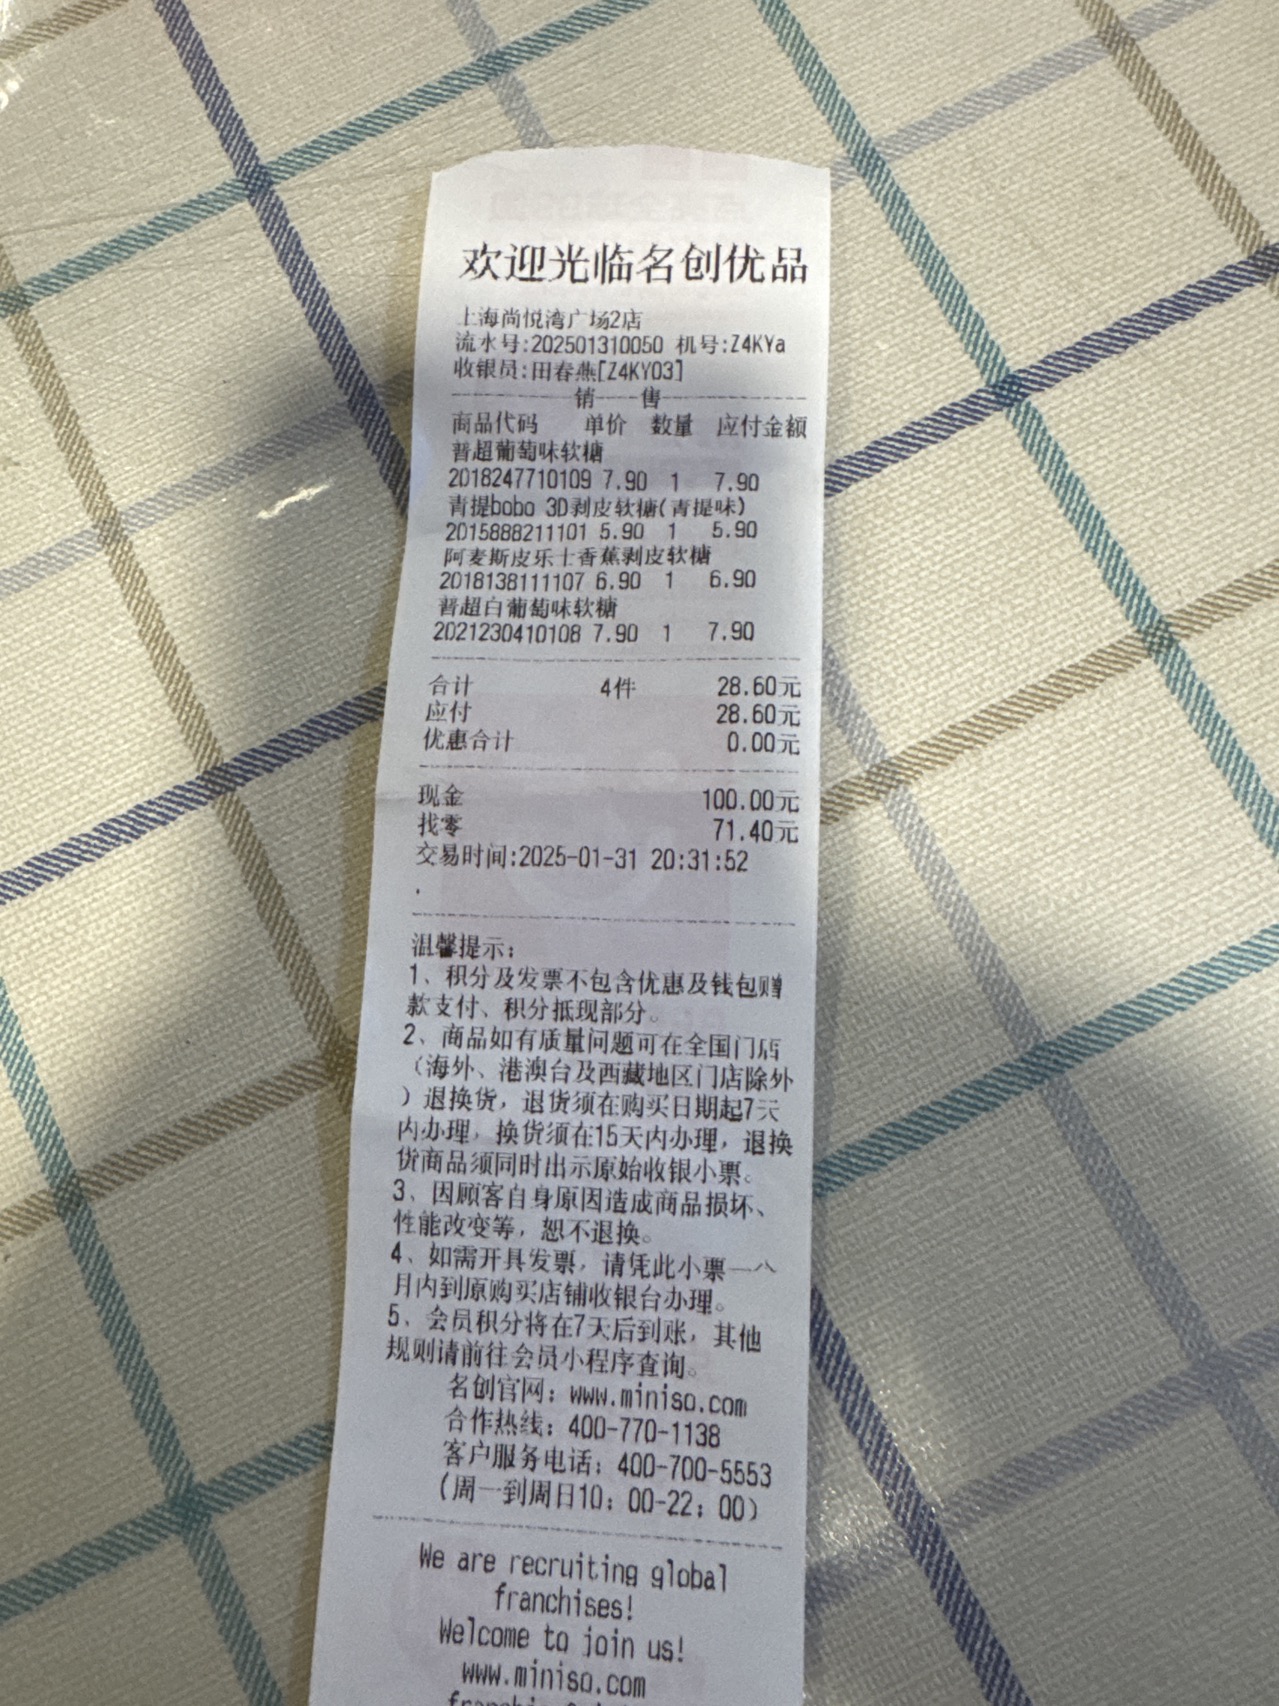 欢迎光临名创优品
上海尚悦湾广场2店
流水号:202501310050 机号:Z4KYa
收银员:田春燕[Z4KY03]
销 售
商品代码 单价 数量 应付金额
普超葡萄味软糖
2018247710109 7.90 1 7.90
青提bobo 3D剥皮软糖(青提味)
2015888211101 5.90 1 5.90
阿麦斯皮乐士香蕉剥皮软糖
2018138111107 6.90 1 6.90
普超白葡萄味软糖
2021230410108 7.90 1 7.90
合计 4件 28.60元
应付 28.60元
优惠合计 0.00元
现金 100.00元
找零 71.40元
交易时间:2025-01-31 20:31:52
.
温馨提示:
1、积分及发票不包含优惠及钱包赠
款支付、积分抵现部分。
2、商品如有质量问题可在全国门店
（海外、港澳台及西藏地区门店除外
）退换货，退货须在购买日期起7天
内办理，换货须在15天内办理，退换
货商品须同时出示原始收银小票。
3、因顾客自身原因造成商品损坏、
性能改变等，恕不退换。
4、如需开具发票，请凭此小票一个
月内到原购买店铺收银台办理。
5、会员积分将在7天后到账，其他
规则请前往会员小程序查询。
名创官网：www.miniso.com
合作热线：400-770-1138
客户服务电话：400-700-5553
(周一到周日10：00-22：00)
We are recruiting global
franchises!
Welcome to join us!
www.miniso.com